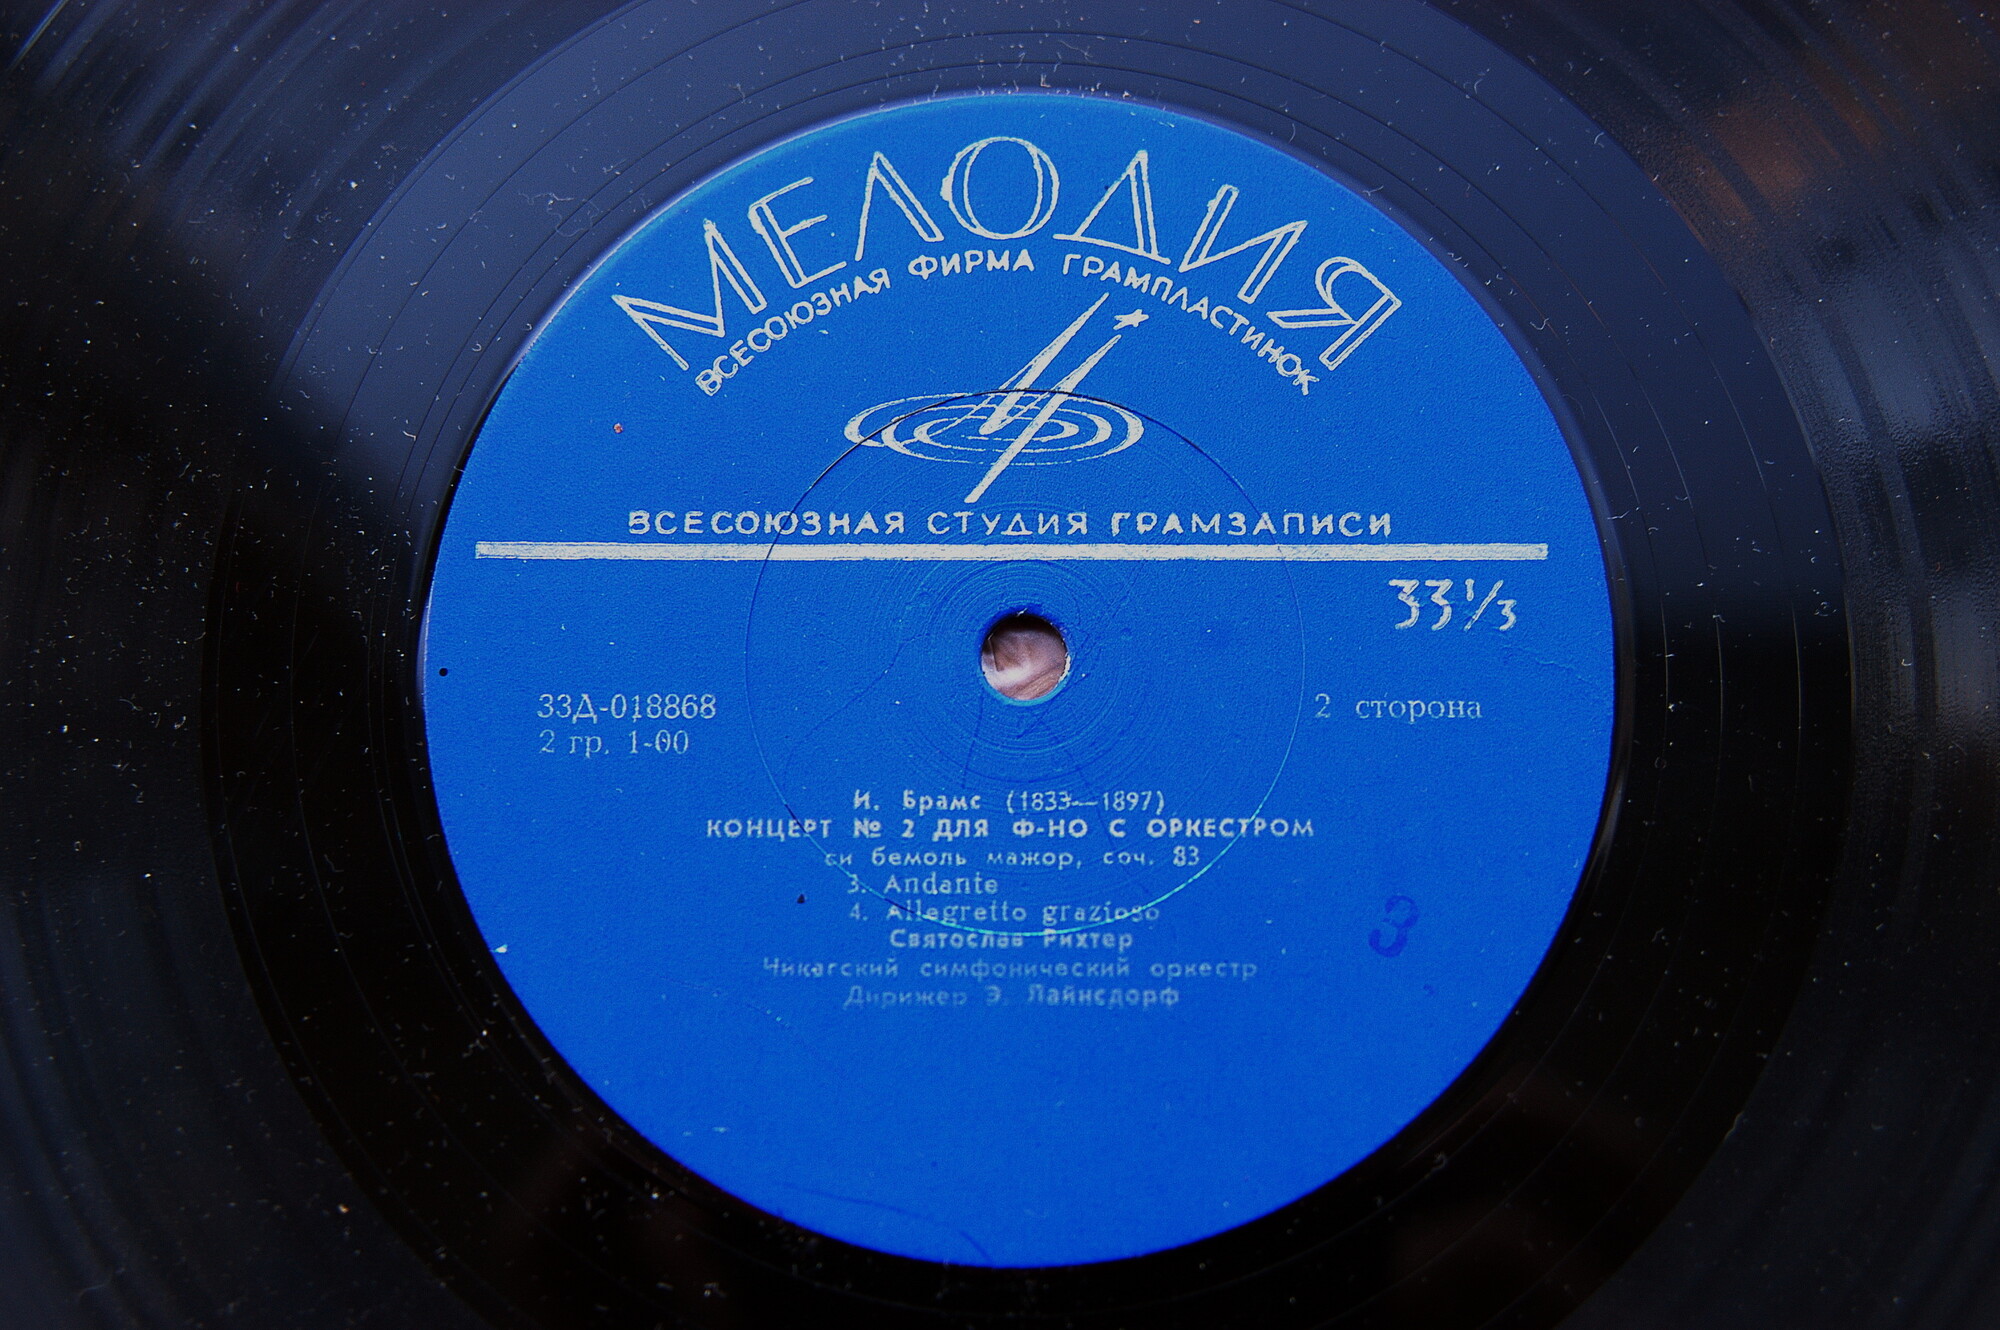 МЕЛОДИЯ
ВСЕСОЮЗНАЯ ФИРМА ГРАМПЛАСТИНОК
ВСЕСОЮЗНАЯ СТУДИЯ ГРАМЗАПИСИ
33⅓
33Д-018868
2 сторона
2 гр. 1-00
И. Брамс (1833—1897)
КОНЦЕРТ № 2 ДЛЯ Ф-НО С ОРКЕСТРОМ
си бемоль мажор, соч. 83
3. Andante
4. Allegretto grazioso
Святослав Рихтер
Чикагский симфонический оркестр
Дирижер Э. Лайнсдорф
3